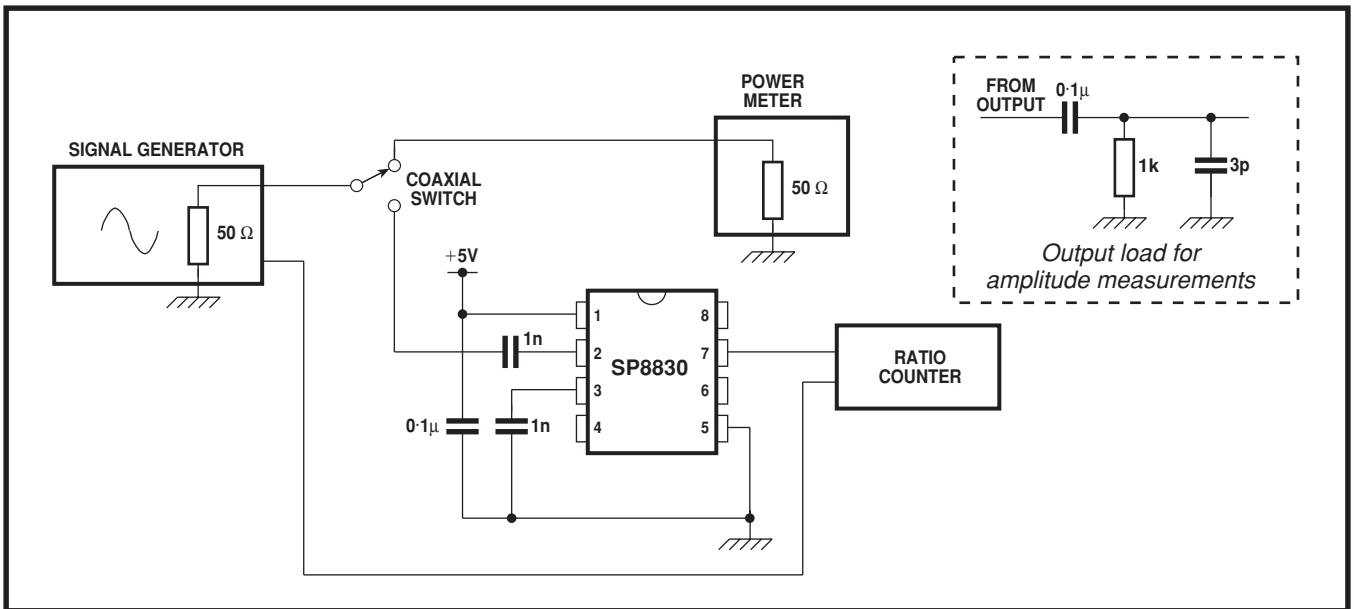 SIGNAL GENERATOR
50 Ω
COAXIAL
SWITCH
POWER
METER
50 Ω
FROM
OUTPUT
0·1µ
1k
3p
Output load for
amplitude measurements
+5V
1n
0·1µ
1n
1
2
3
4
SP8830
8
7
6
5
RATIO
COUNTER